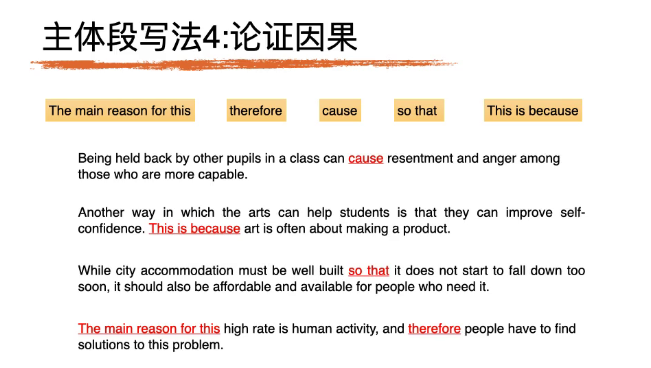 主体段写法4:论证因果
The main reason for this therefore cause so that This is because
Being held back by other pupils in a class can cause resentment and anger among
those who are more capable.
Another way in which the arts can help students is that they can improve self-
confidence. This is because art is often about making a product.
While city accommodation must be well built so that it does not start to fall down too
soon, it should also be affordable and available for people who need it.
The main reason for this high rate is human activity, and therefore people have to find
solutions to this problem.